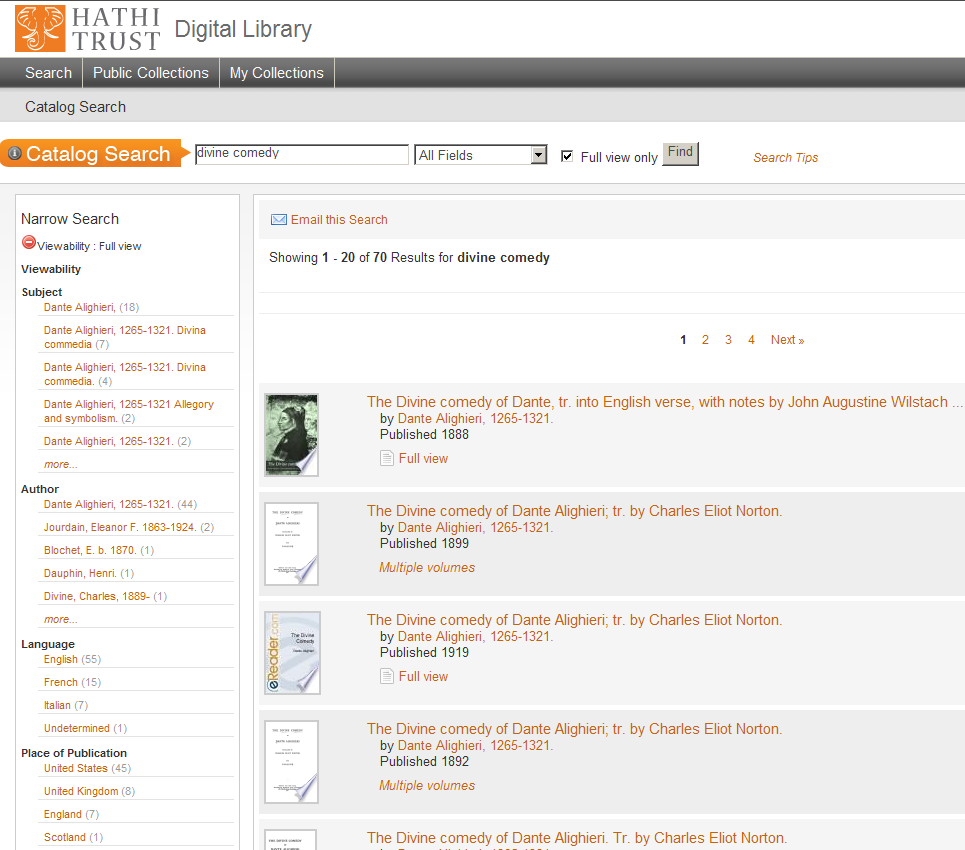 HATHI
TRUST
Digital Library
Search
Public Collections
My Collections
Catalog Search
Catalog Search
divine comedy
All Fields
Full view only
Find
Search Tips
Narrow Search
Viewability : Full view
Viewability
Subject
Dante Alighieri, (18)
Dante Alighieri, 1265-1321. Divina
commedia (7)
Dante Alighieri, 1265-1321. Divina
commedia. (4)
Dante Alighieri, 1265-1321 Allegory
and symbolism. (2)
Dante Alighieri, 1265-1321. (2)
more...
Author
Dante Alighieri, 1265-1321. (44)
Jourdain, Eleanor F. 1863-1924. (2)
Blochet, E. b. 1870. (1)
Dauphin, Henri. (1)
Divine, Charles, 1889- (1)
more...
Language
English (55)
French (15)
Italian (7)
Undetermined (1)
Place of Publication
United States (45)
United Kingdom (8)
England (7)
Scotland (1)
Email this Search
Showing 1 - 20 of 70 Results for divine comedy
1 2 3 4 Next »
The Divine comedy of Dante, tr. into English verse, with notes by John Augustine Wilstach ...
by Dante Alighieri, 1265-1321.
Published 1888
Full view
The Divine comedy of Dante Alighieri; tr. by Charles Eliot Norton.
by Dante Alighieri, 1265-1321.
Published 1899
Multiple volumes
eReader.com
The Divine
Comedy
The Divine comedy of Dante Alighieri; tr. by Charles Eliot Norton.
by Dante Alighieri, 1265-1321.
Published 1919
Full view
The Divine comedy of Dante Alighieri; tr. by Charles Eliot Norton.
by Dante Alighieri, 1265-1321.
Published 1892
Multiple volumes
The Divine comedy of Dante Alighieri. Tr. by Charles Eliot Norton.